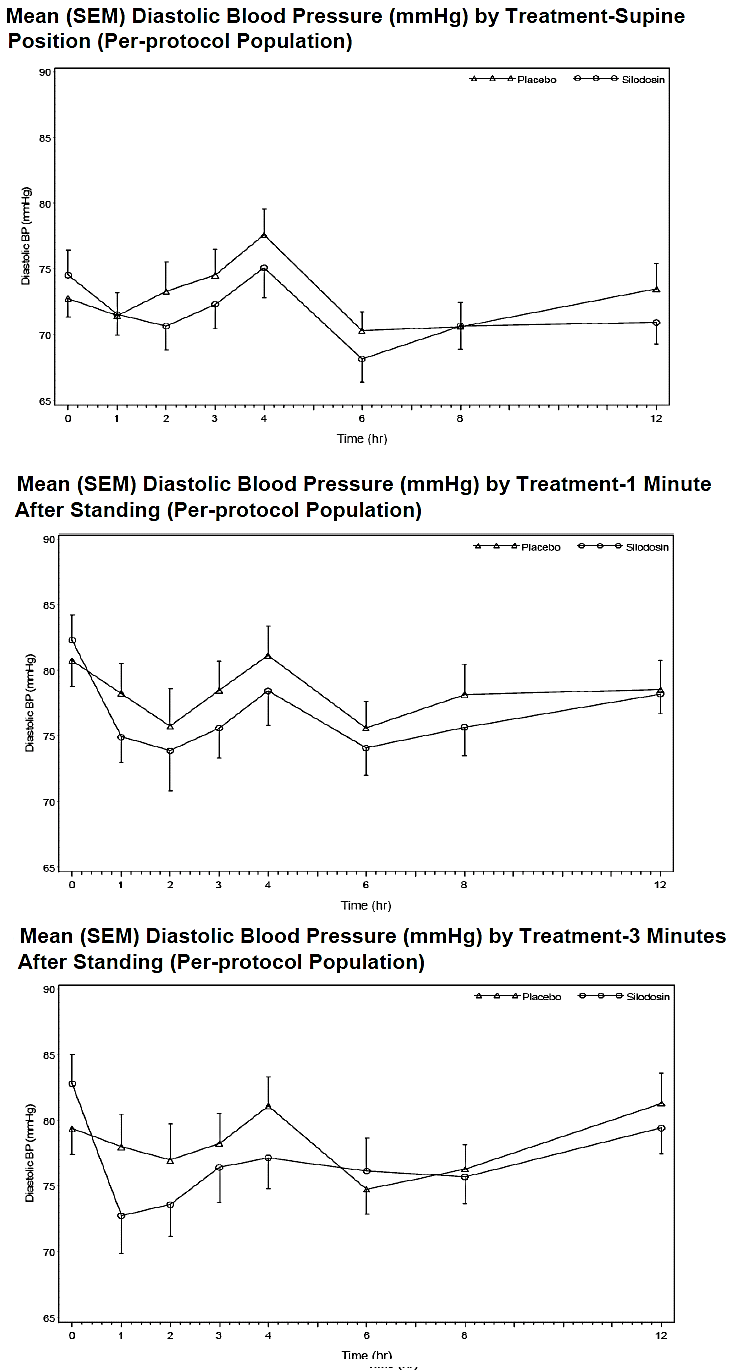 Mean (SEM) Diastolic Blood Pressure (mmHg) by Treatment-Supine
Position (Per-protocol Population)
90
Placebo Silodosin
85
80
Diastolic BP (mmHg)
75
70
65
0 1 2 3 4 6 8 12
Time (hr)
Mean (SEM) Diastolic Blood Pressure (mmHg) by Treatment-1 Minute
After Standing (Per-protocol Population)
90
Placebo Silodosin
85
80
Diastolic BP (mmHg)
75
70
65
0 1 2 3 4 6 8 12
Time (hr)
Mean (SEM) Diastolic Blood Pressure (mmHg) by Treatment-3 Minutes
After Standing (Per-protocol Population)
90
Placebo Silodosin
85
80
Diastolic BP (mmHg)
75
70
65
0 1 2 3 4 6 8 12
Time (hr)